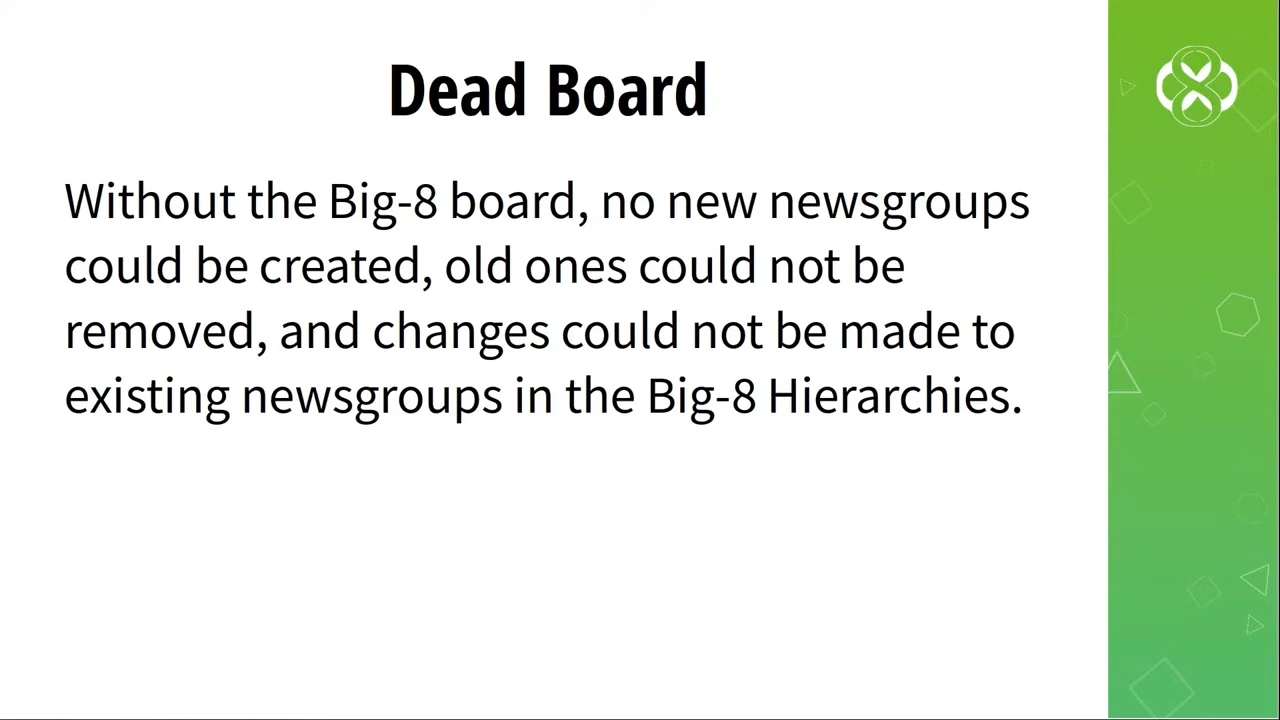 Dead Board
Without the Big-8 board, no new newsgroups
could be created, old ones could not be
removed, and changes could not be made to
existing newsgroups in the Big-8 Hierarchies.